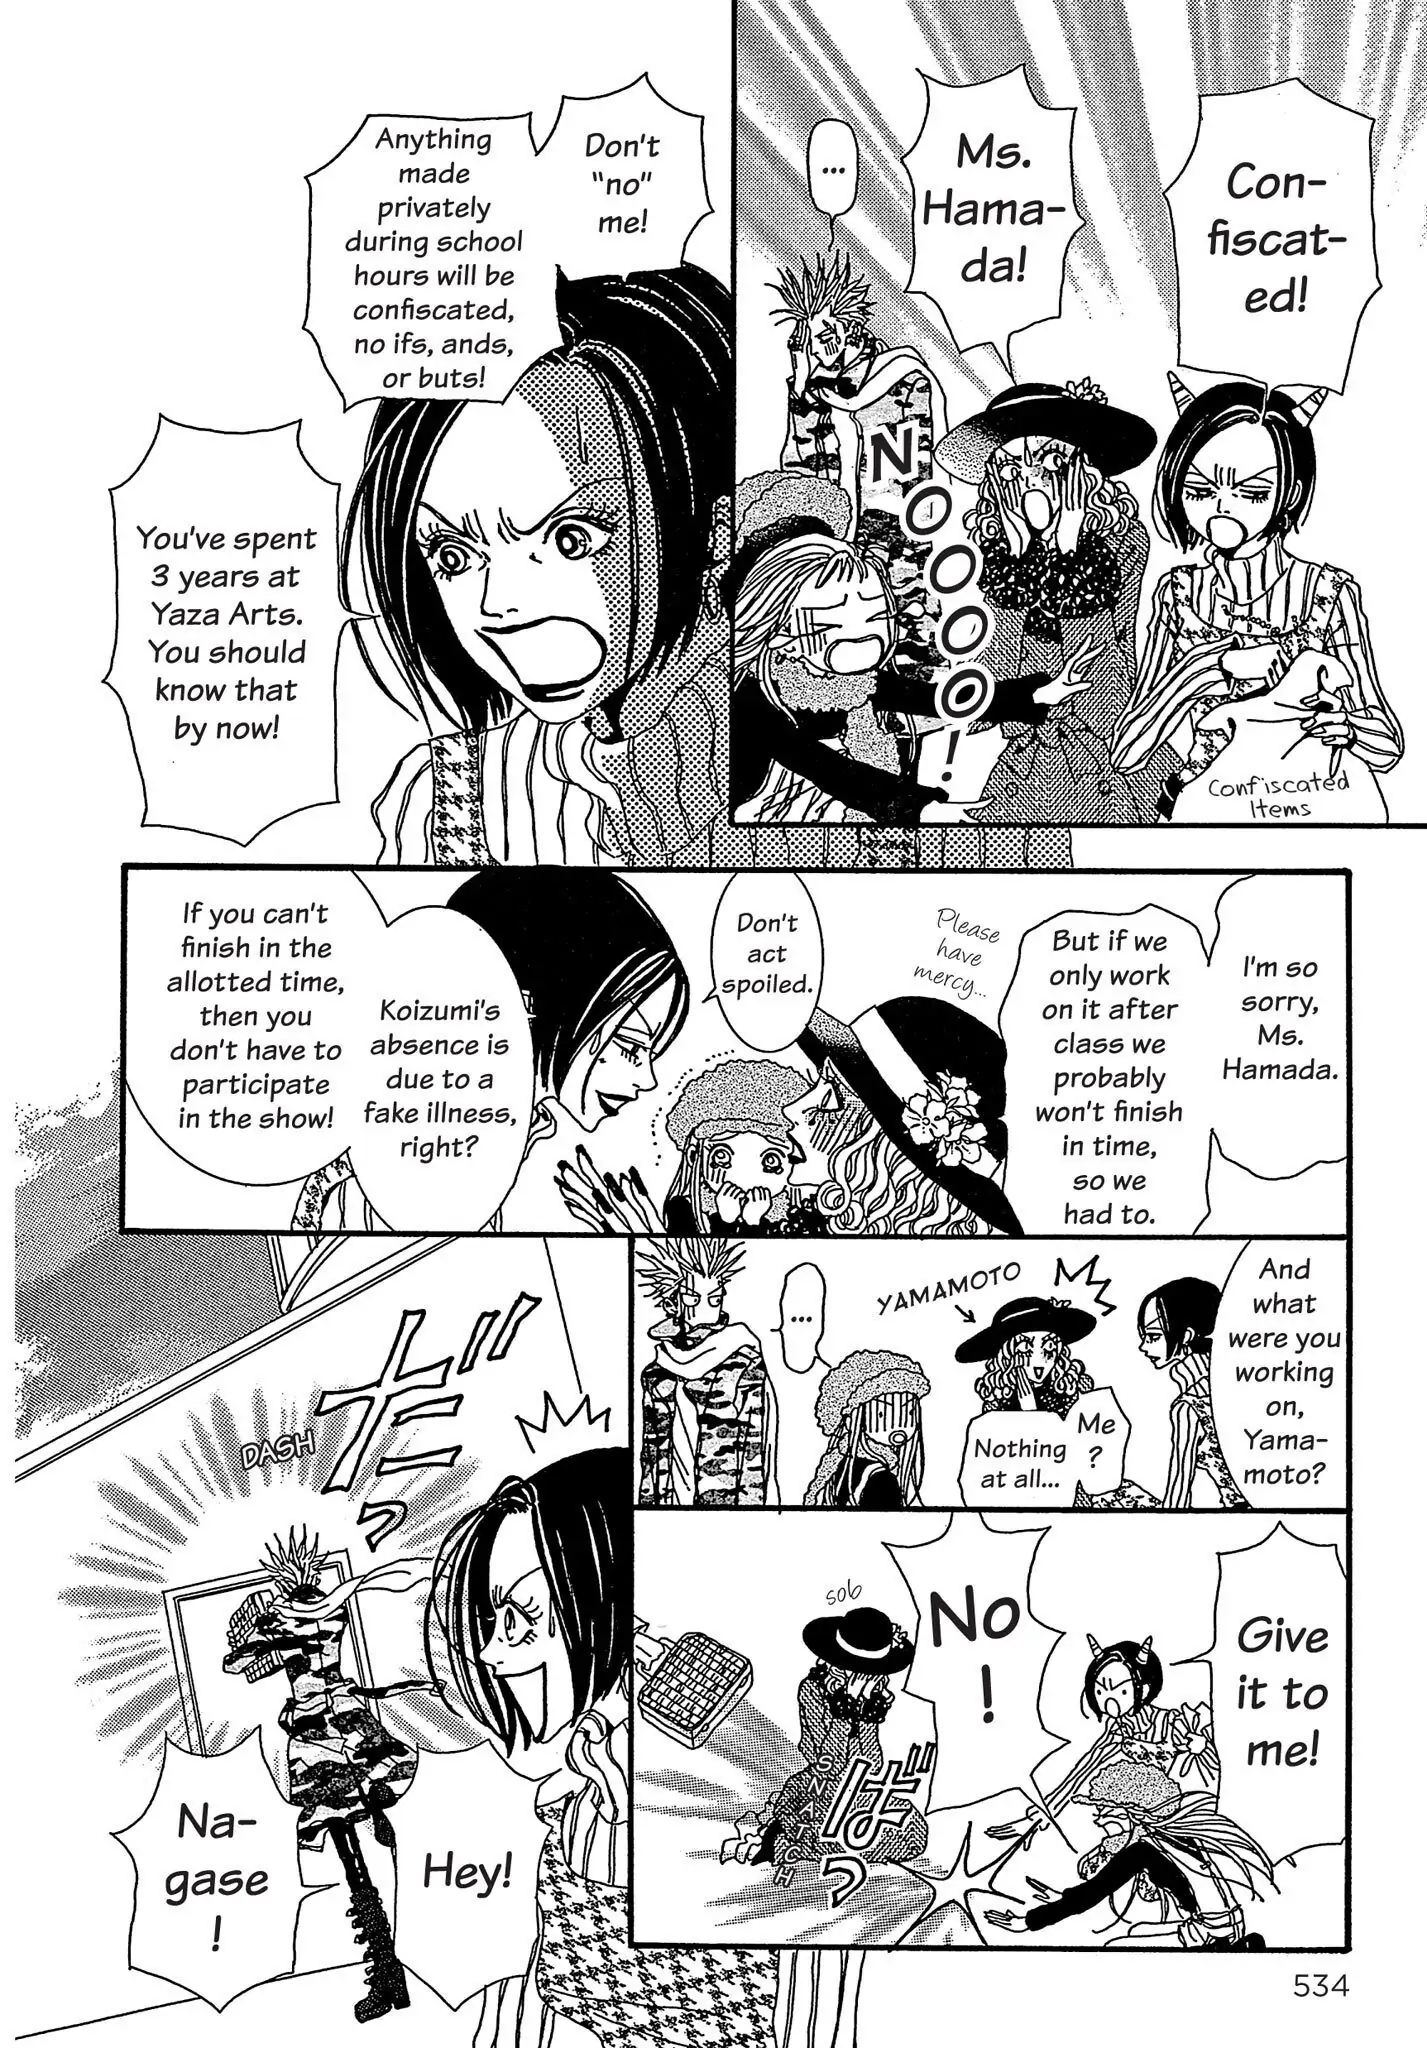 Con-
fiscat-
ed!
Ms.
Hama-
da!
...
NOOOOO!
Confiscated
Items
Don't
"no"
me!
Anything
made
privately
during school
hours will be
confiscated,
no ifs, ands,
or buts!
You've spent
3 years at
Yaza Arts.
You should
know that
by now!
I'm so
sorry,
Ms.
Hamada.
But if we
only work
on it after
class we
probably
won't finish
in time,
so we
had to.
Please
have
mercy...
Don't
act
spoiled.
Koizumi's
absence is
due to a
fake illness,
right?
If you can't
finish in the
allotted time,
then you
don't have to
participate
in the show!
And
what
were you
working
on,
Yama-
moto?
YAMAMOTO
Me
?
Nothing
at all...
...
Give
it to
me!
No
!
sob
SNATCH
ばっ
DASH
ダッ
Hey!
Na-
gase
!
534